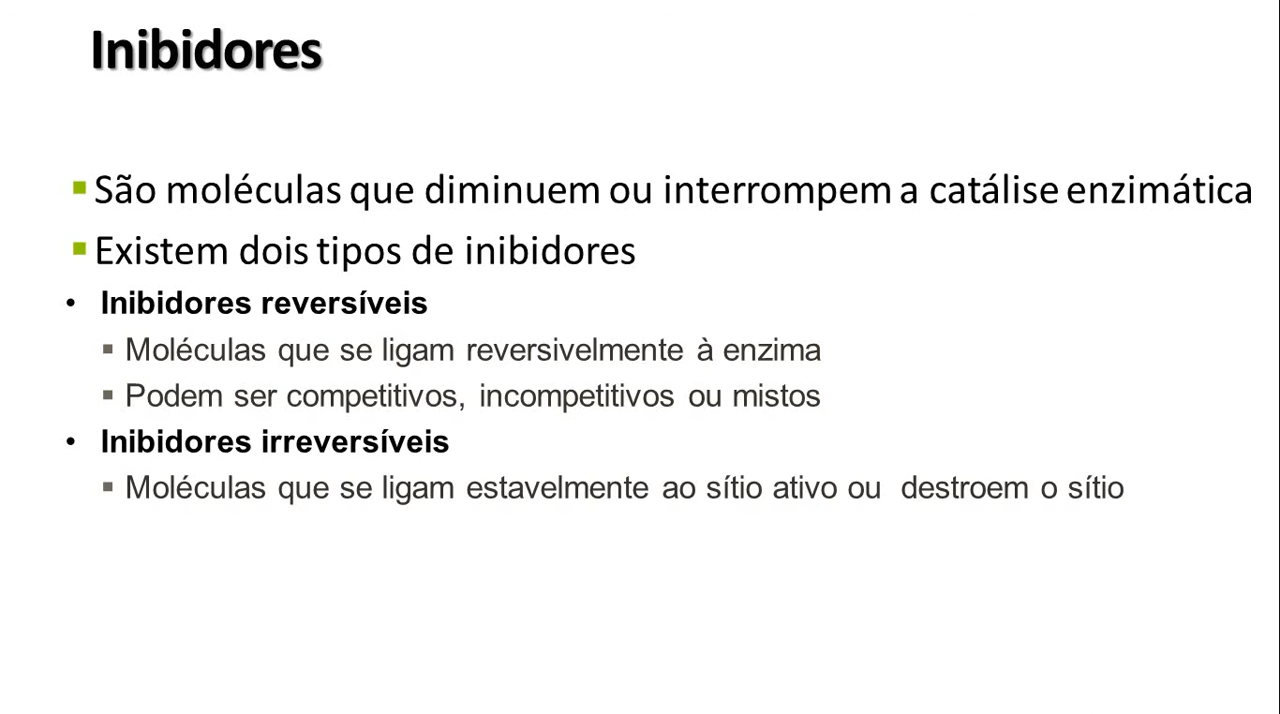 Inibidores
▪ São moléculas que diminuem ou interrompem a catálise enzimática
▪ Existem dois tipos de inibidores
• Inibidores reversíveis
▪ Moléculas que se ligam reversivelmente à enzima
▪ Podem ser competitivos, incompetitivos ou mistos
• Inibidores irreversíveis
▪ Moléculas que se ligam estavelmente ao sítio ativo ou destroem o sítio